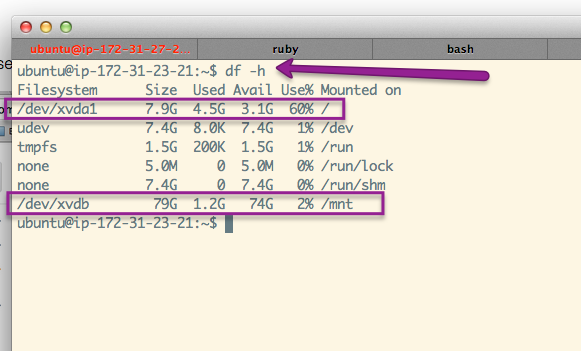 ubuntu@ip-172-31-27-2... ruby bash
ubuntu@ip-172-31-23-21:~$ df -h
Filesystem Size Used Avail Use% Mounted on
/dev/xvda1 7.9G 4.5G 3.1G 60% /
udev 7.4G 8.0K 7.4G 1% /dev
tmpfs 1.5G 200K 1.5G 1% /run
none 5.0M 0 5.0M 0% /run/lock
none 7.4G 0 7.4G 0% /run/shm
/dev/xvdb 79G 1.2G 74G 2% /mnt
ubuntu@ip-172-31-23-21:~$